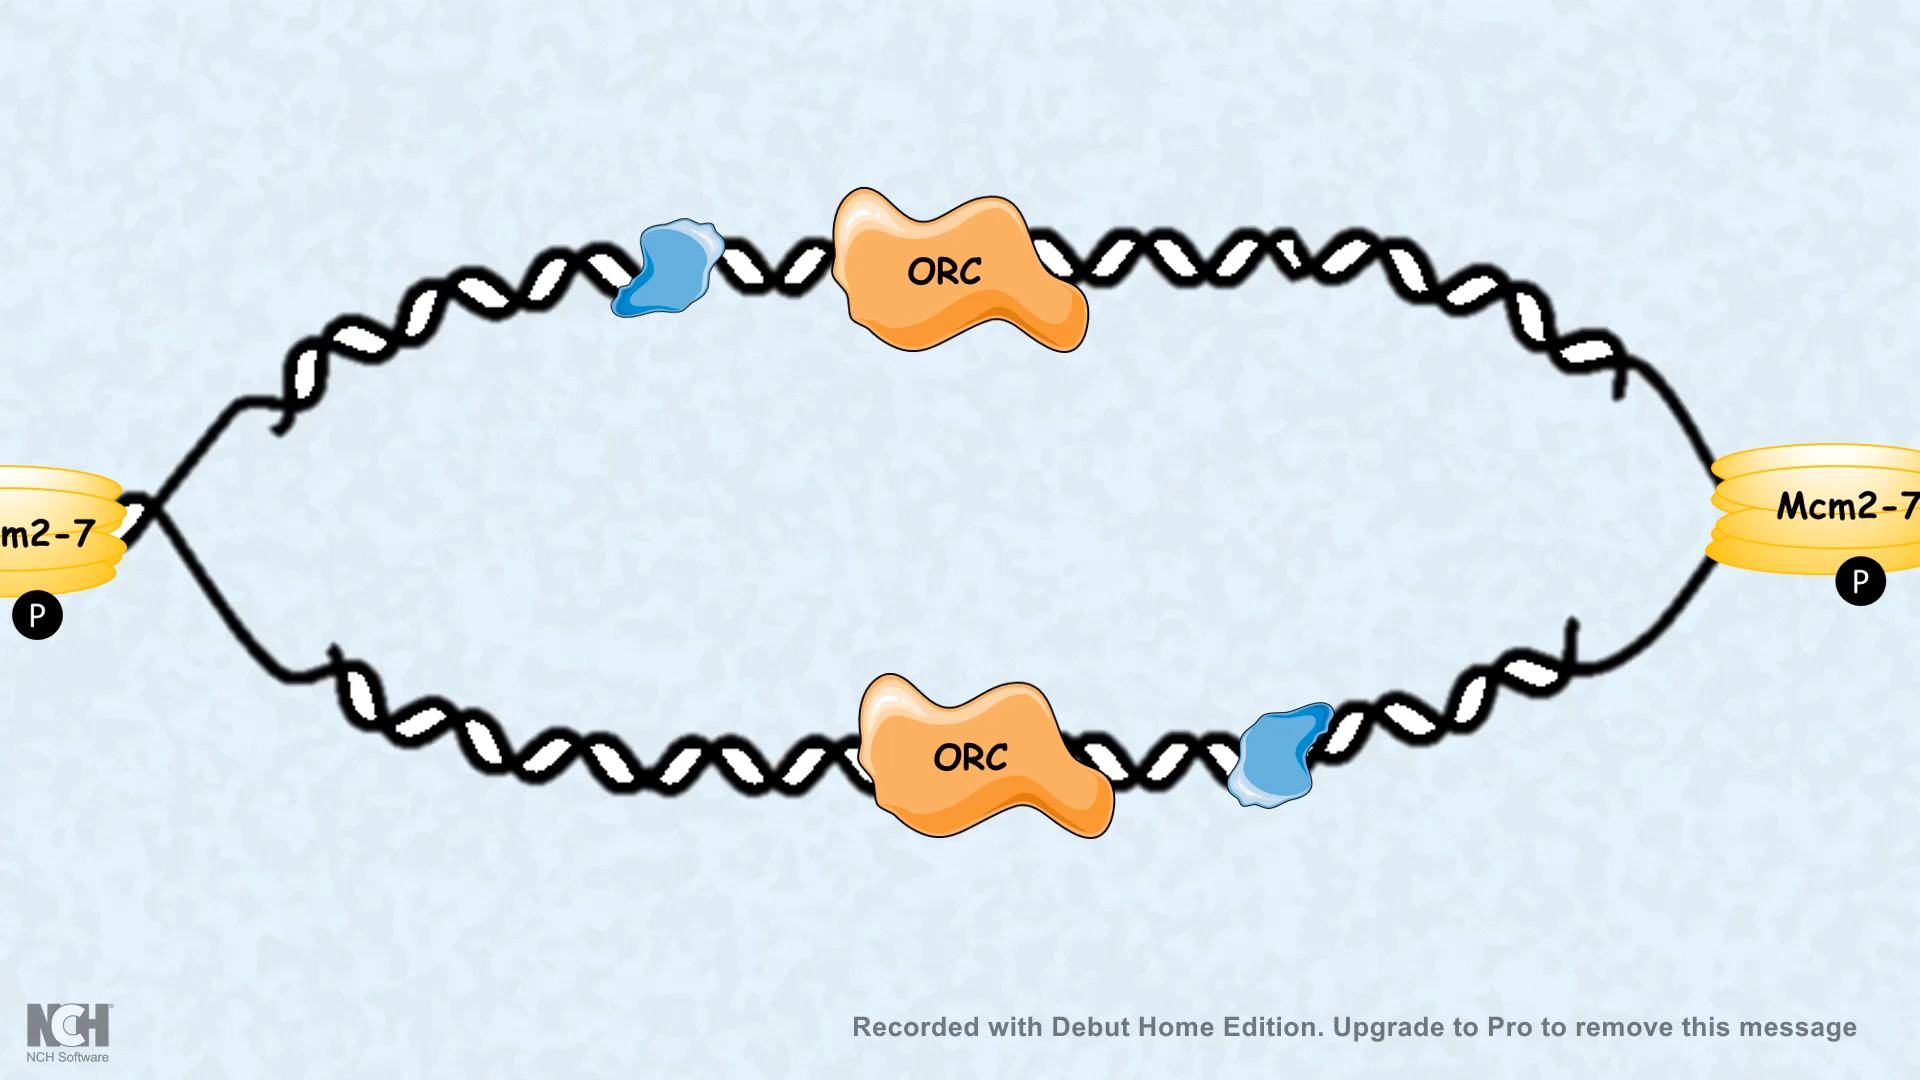 ORC
m2-7
Mcm2-7
P
P
ORC
NCH
NCH Software
Recorded with Debut Home Edition. Upgrade to Pro to remove this message